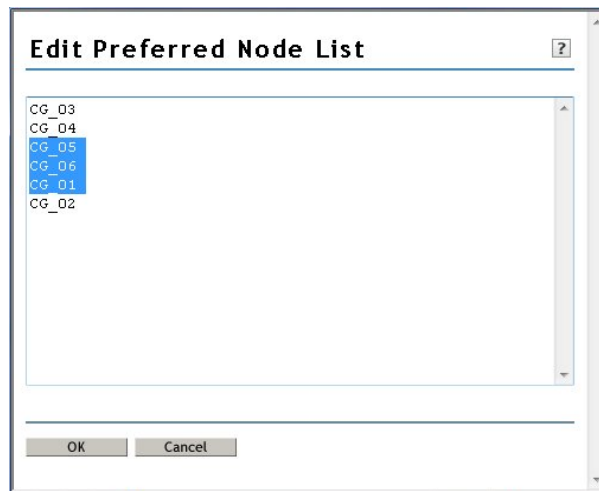 Edit Preferred Node List
?
CG_03
CG_04
CG_05
CG_06
CG_01
CG_02
OK Cancel